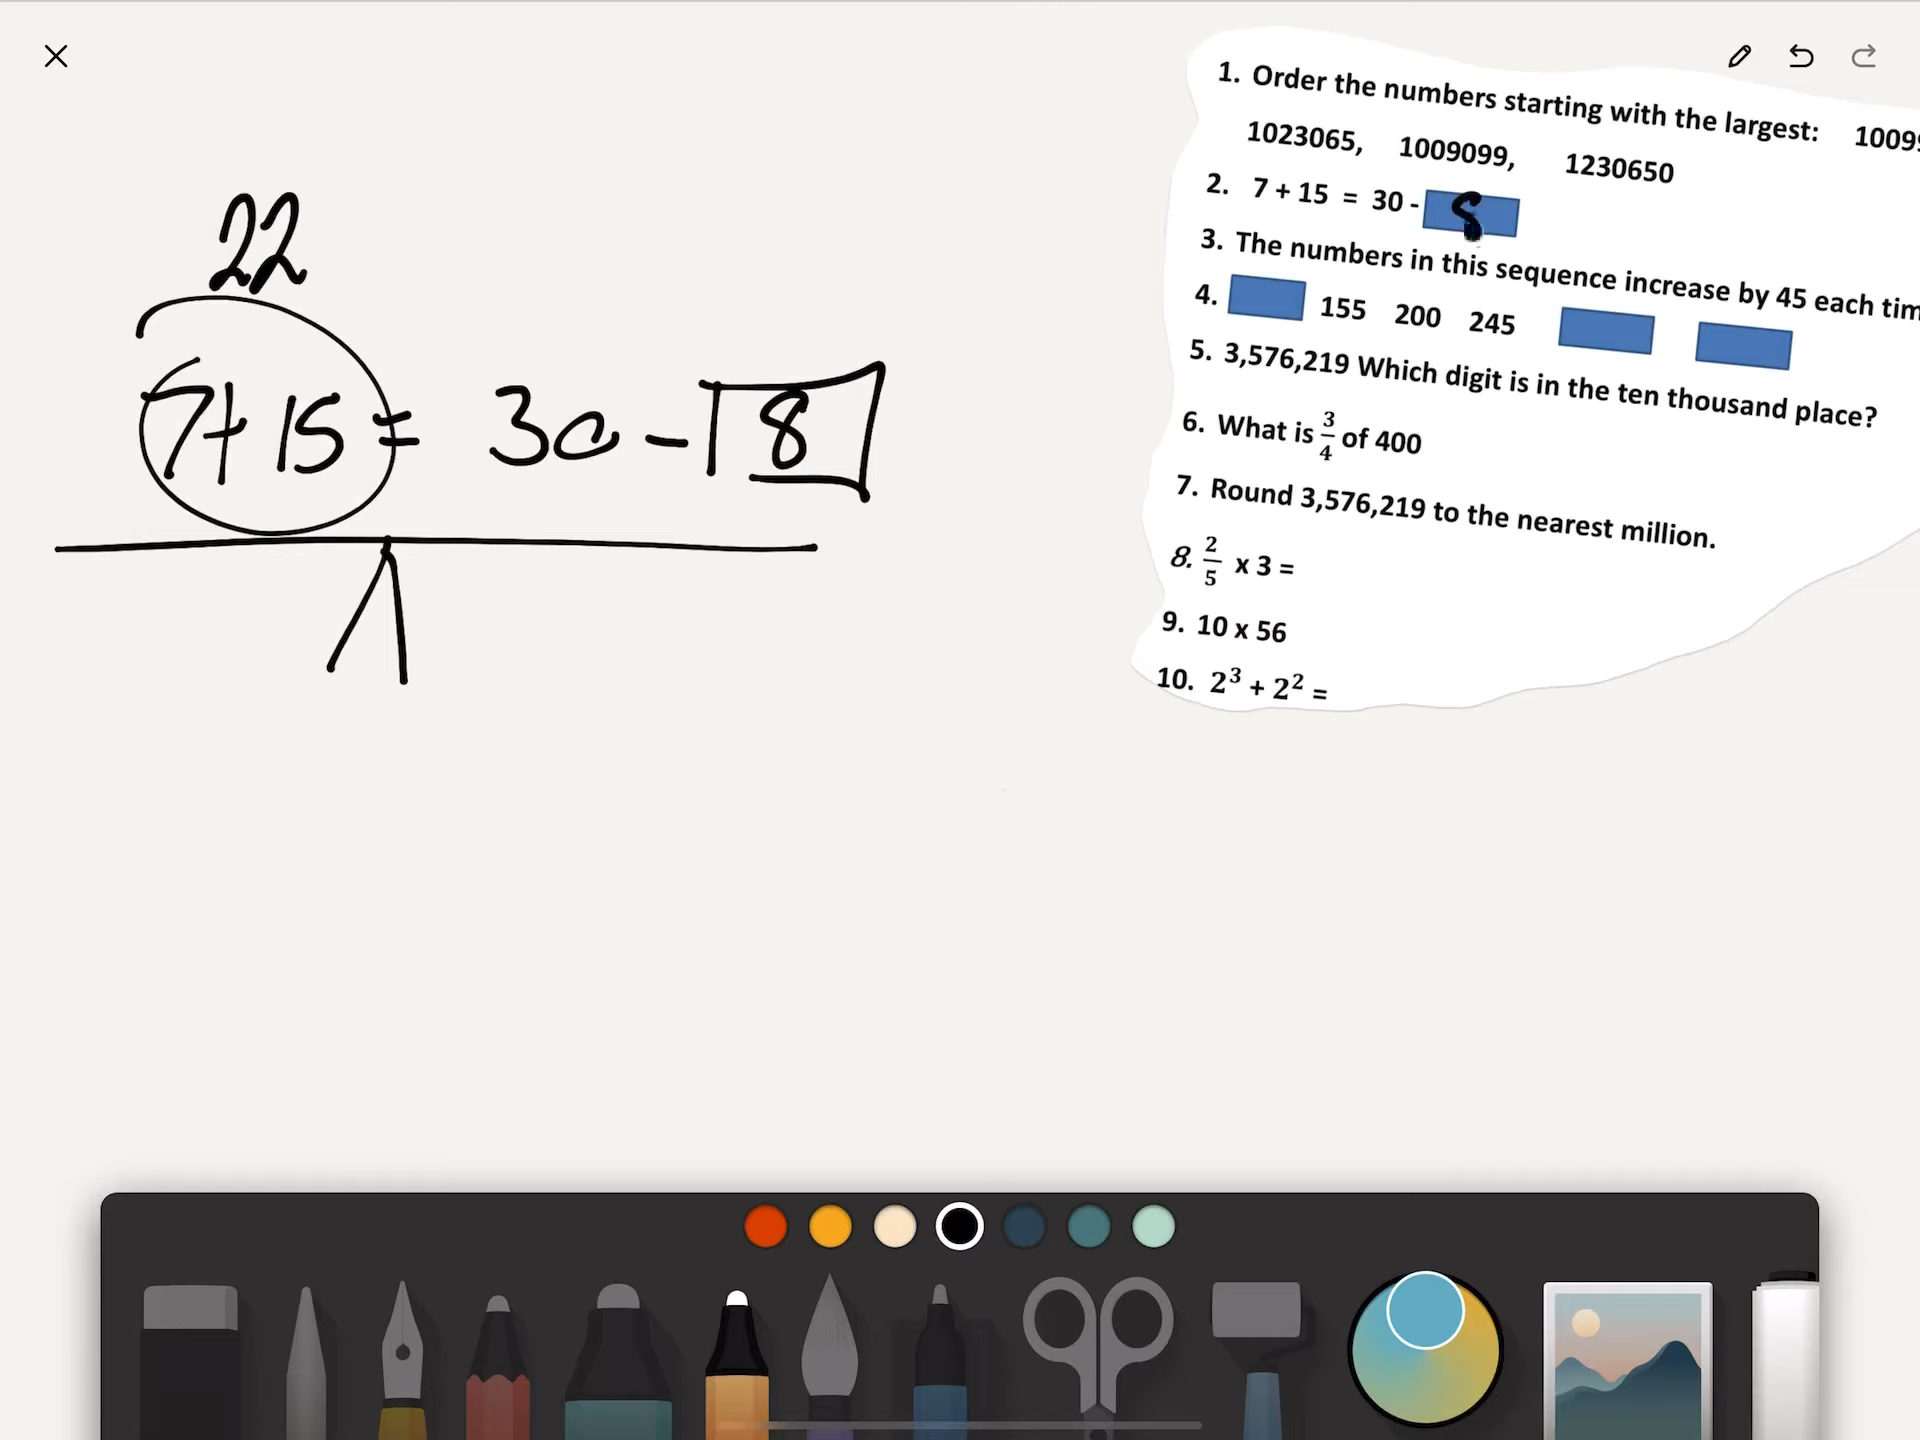 22
7+ 15 = 30 - 8
1. Order the numbers starting with the largest: 1009
1023065, 1009099, 1230650
2. 7 + 15 = 30 - 8
3. The numbers in this sequence increase by 45 each tim
4. 155 200 245
5. 3,576,219 Which digit is in the ten thousand place?
6. What is 3/4 of 400
7. Round 3,576,219 to the nearest million.
8. 2/5 x 3 =
9. 10 x 56
10. 2³ + 2² =